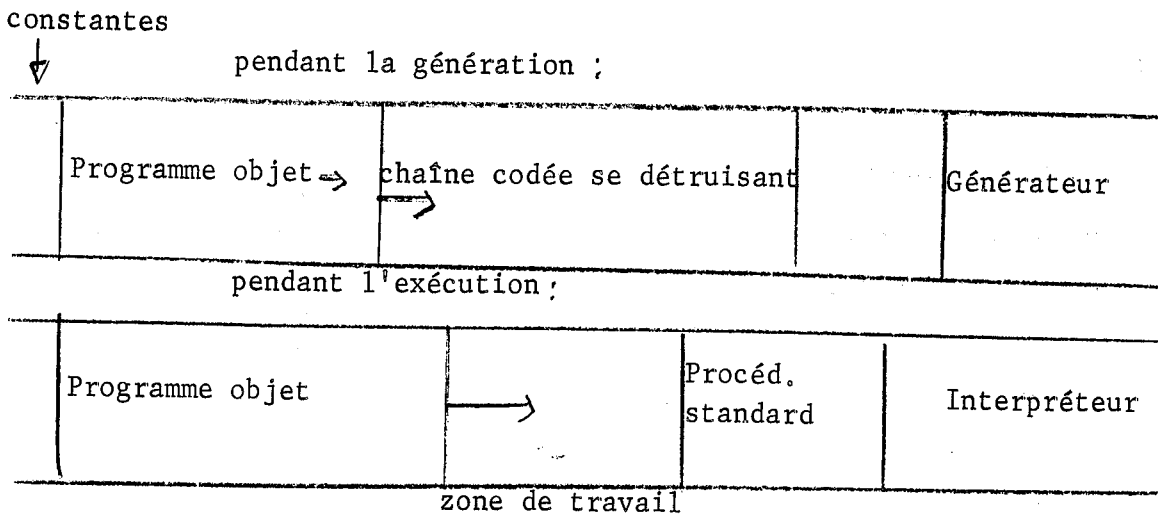 constantes
pendant la génération :
Programme objet
chaîne codée se détruisant
Générateur
pendant l'exécution :
Programme objet
Procéd.
standard
Interpréteur
zone de travail